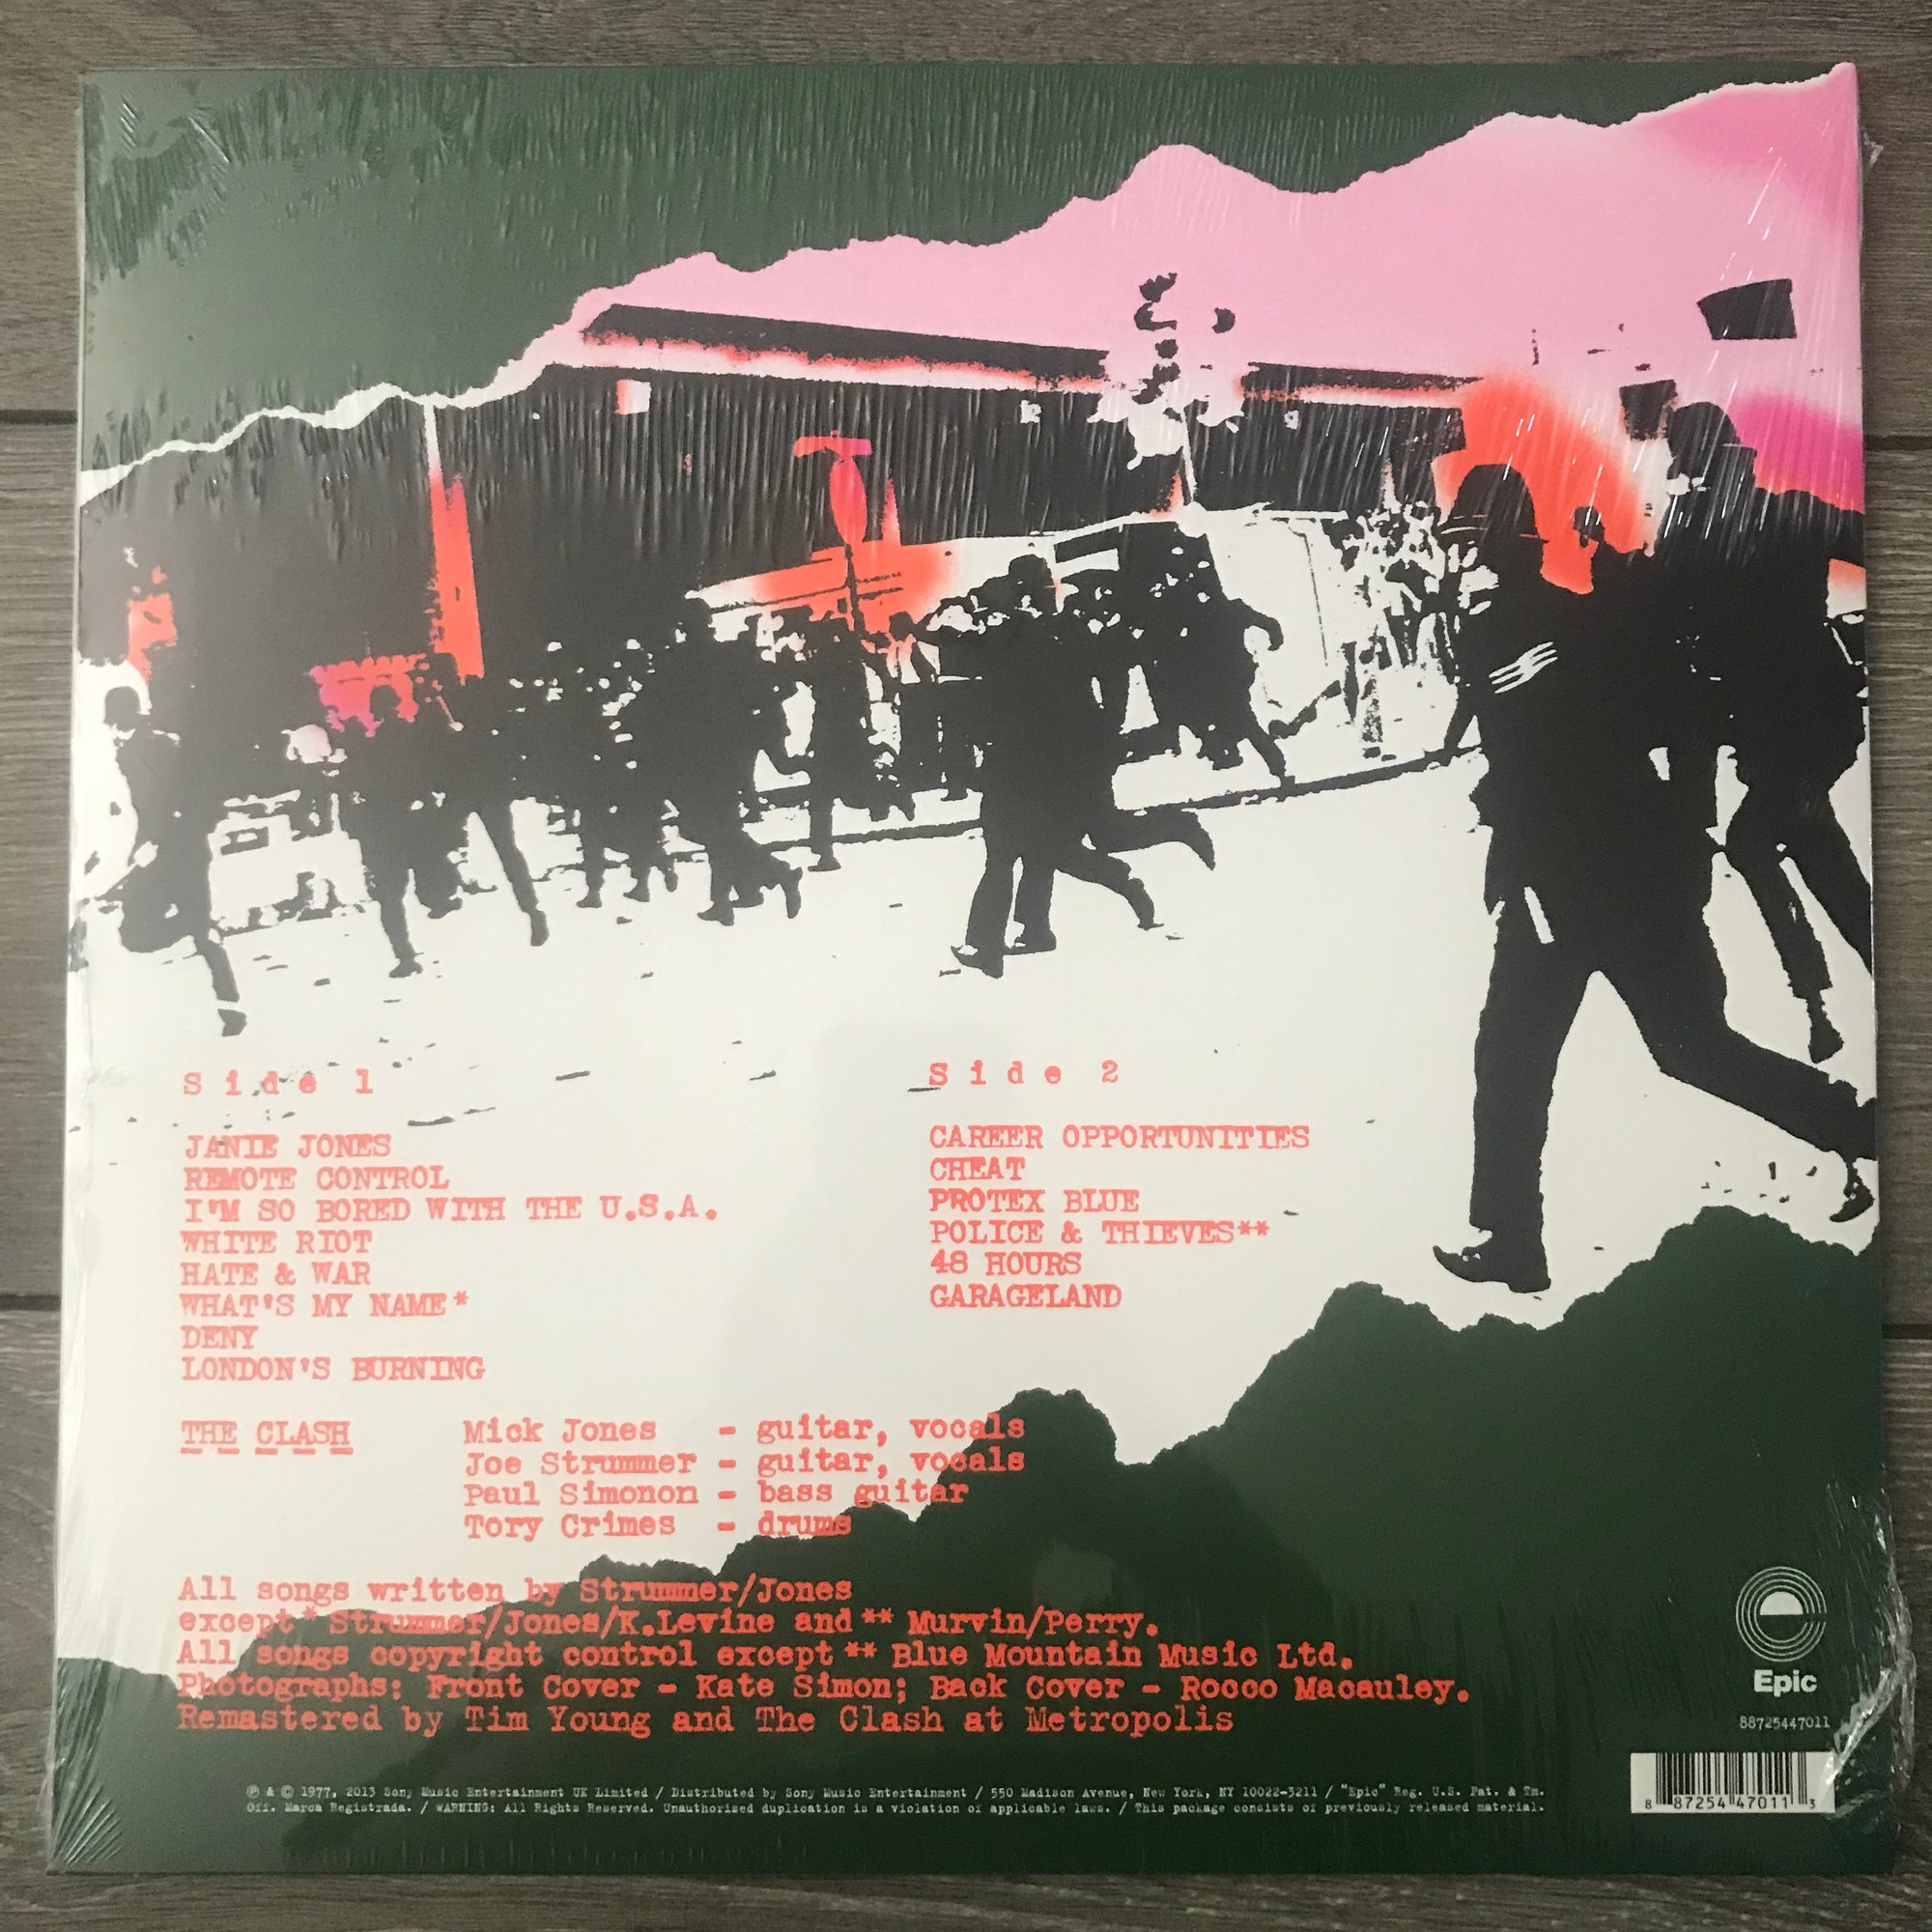 Side 1
JANIE JONES
REMOTE CONTROL
I'M SO BORED WITH THE U.S.A.
WHITE RIOT
HATE & WAR
WHAT'S MY NAME*
DENY
LONDON'S BURNING
Side 2
CAREER OPPORTUNITIES
CHEAT
PROTEX BLUE
POLICE & THIEVES**
48 HOURS
GARAGELAND
THE CLASH
Mick Jones - guitar, vocals
Joe Strummer - guitar, vocals
Paul Simonon - bass guitar
Tory Crimes - drums
All songs written by Strummer/Jones
except* Strummer/Jones/K.Levine and** Murvin/Perry.
All songs copyright control except** Blue Mountain Music Ltd.
Photographs: Front Cover - Kate Simon; Back Cover - Rocco Macauley.
Remastered by Tim Young and The Clash at Metropolis
Epic
88725447011
℗ & © 1977, 2013 Sony Music Entertainment UK Limited / Distributed by Sony Music Entertainment / 550 Madison Avenue, New York, NY 10022-3211 / "Epic" Reg. U.S. Pat. & Tm.
Off. Marca Registrada. / WARNING: All Rights Reserved. Unauthorized duplication is a violation of applicable laws. / This package consists of previously released material.
8 87254 47011 3